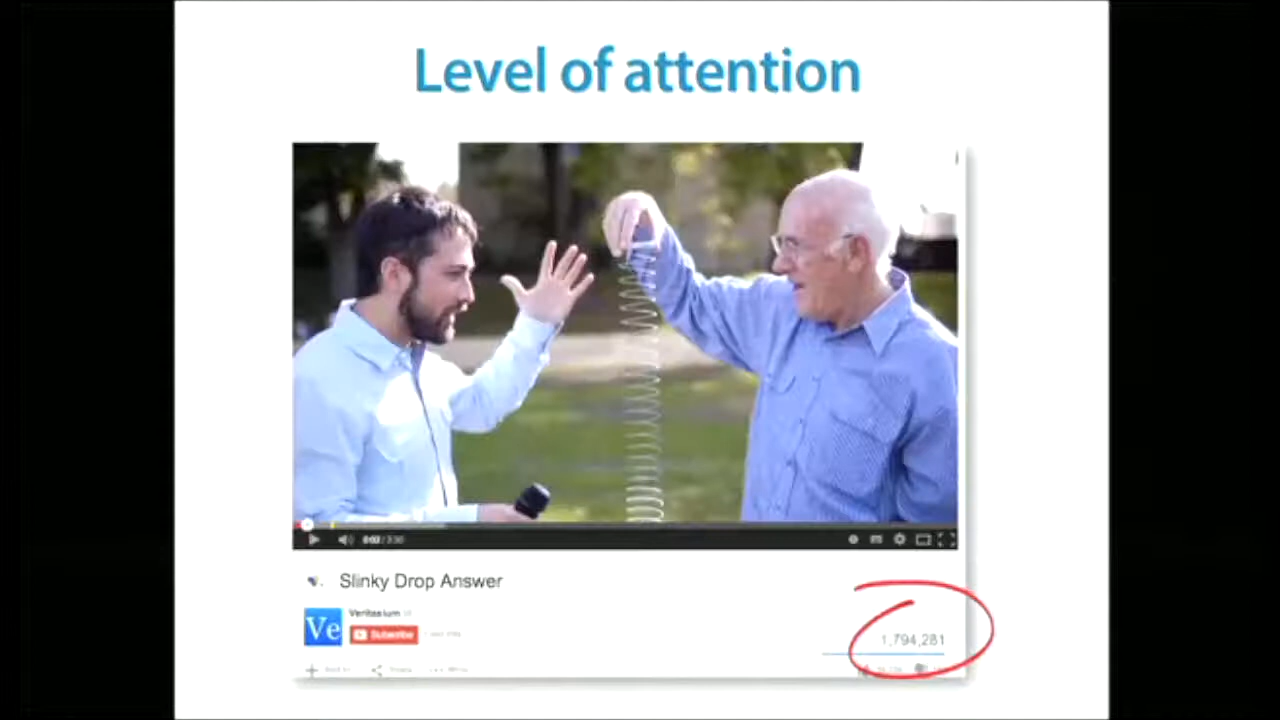 Level of attention
Slinky Drop Answer
Veritasium
Ve
Subscribe
1,794,281